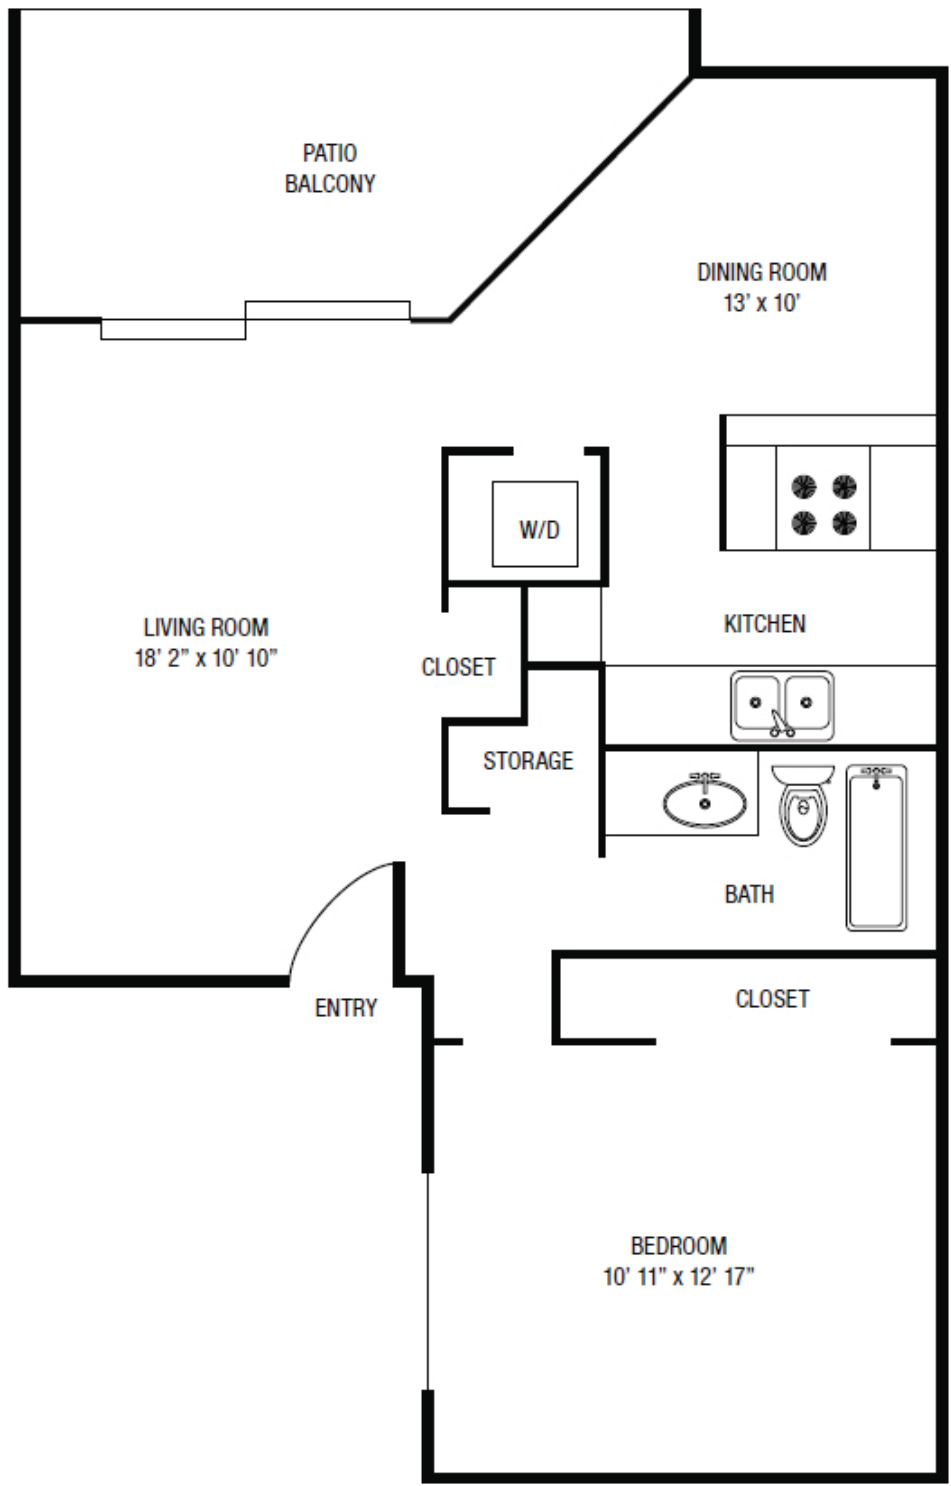 PATIO
BALCONY
DINING ROOM
13’ x 10’
W/D
LIVING ROOM
18’ 2” x 10’ 10”
KITCHEN
CLOSET
STORAGE
BATH
CLOSET
ENTRY
BEDROOM
10’ 11” x 12’ 17”